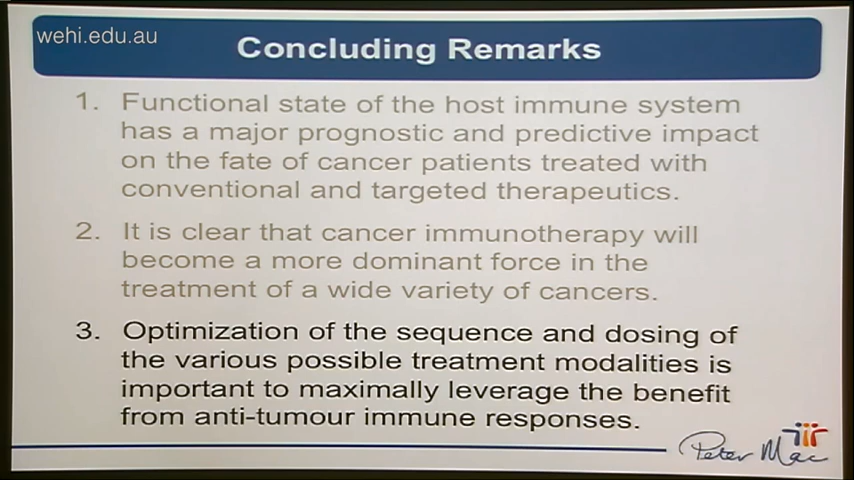 wehi.edu.au
Concluding Remarks
1. Functional state of the host immune system
has a major prognostic and predictive impact
on the fate of cancer patients treated with
conventional and targeted therapeutics.
2. It is clear that cancer immunotherapy will
become a more dominant force in the
treatment of a wide variety of cancers.
3. Optimization of the sequence and dosing of
the various possible treatment modalities is
important to maximally leverage the benefit
from anti-tumour immune responses.
Peter Mac